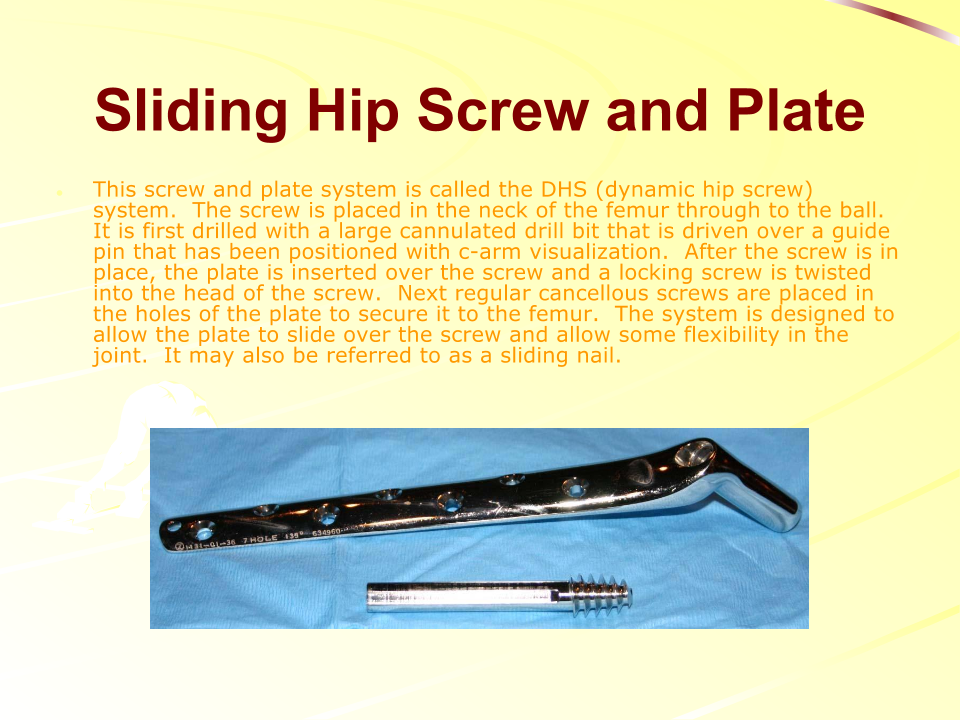 Sliding Hip Screw and Plate
This screw and plate system is called the DHS (dynamic hip screw)
system.  The screw is placed in the neck of the femur through to the ball.
It is first drilled with a large cannulated drill bit that is driven over a guide
pin that has been positioned with c-arm visualization.  After the screw is in
place, the plate is inserted over the screw and a locking screw is twisted
into the head of the screw.  Next regular cancellous screws are placed in
the holes of the plate to secure it to the femur.  The system is designed to
allow the plate to slide over the screw and allow some flexibility in the
joint.  It may also be referred to as a sliding nail.
7 HOLE 135°